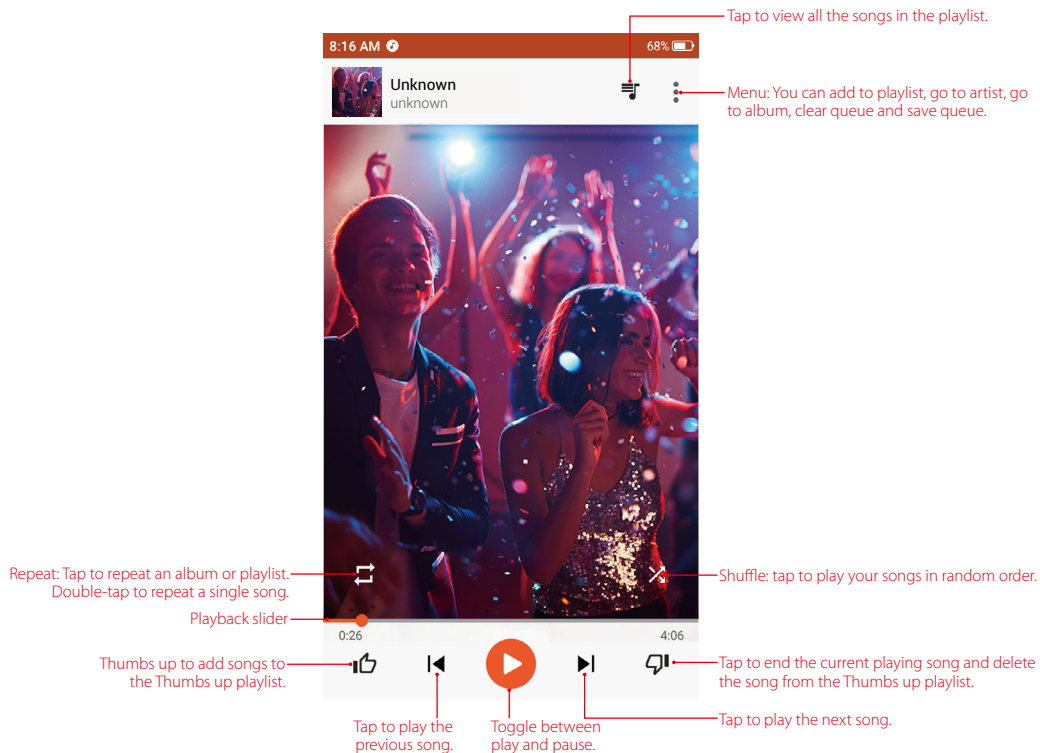 Tap to view all the songs in the playlist.
8:16 AM
68%
Unknown
unknown
Menu: You can add to playlist, go to artist, go
to album, clear queue and save queue.
Repeat: Tap to repeat an album or playlist.
Double-tap to repeat a single song.
Shuffle: tap to play your songs in random order.
Playback slider
0:26
4:06
Thumbs up to add songs to
the Thumbs up playlist.
Tap to end the current playing song and delete
the song from the Thumbs up playlist.
Tap to play the
previous song.
Toggle between
play and pause.
Tap to play the next song.